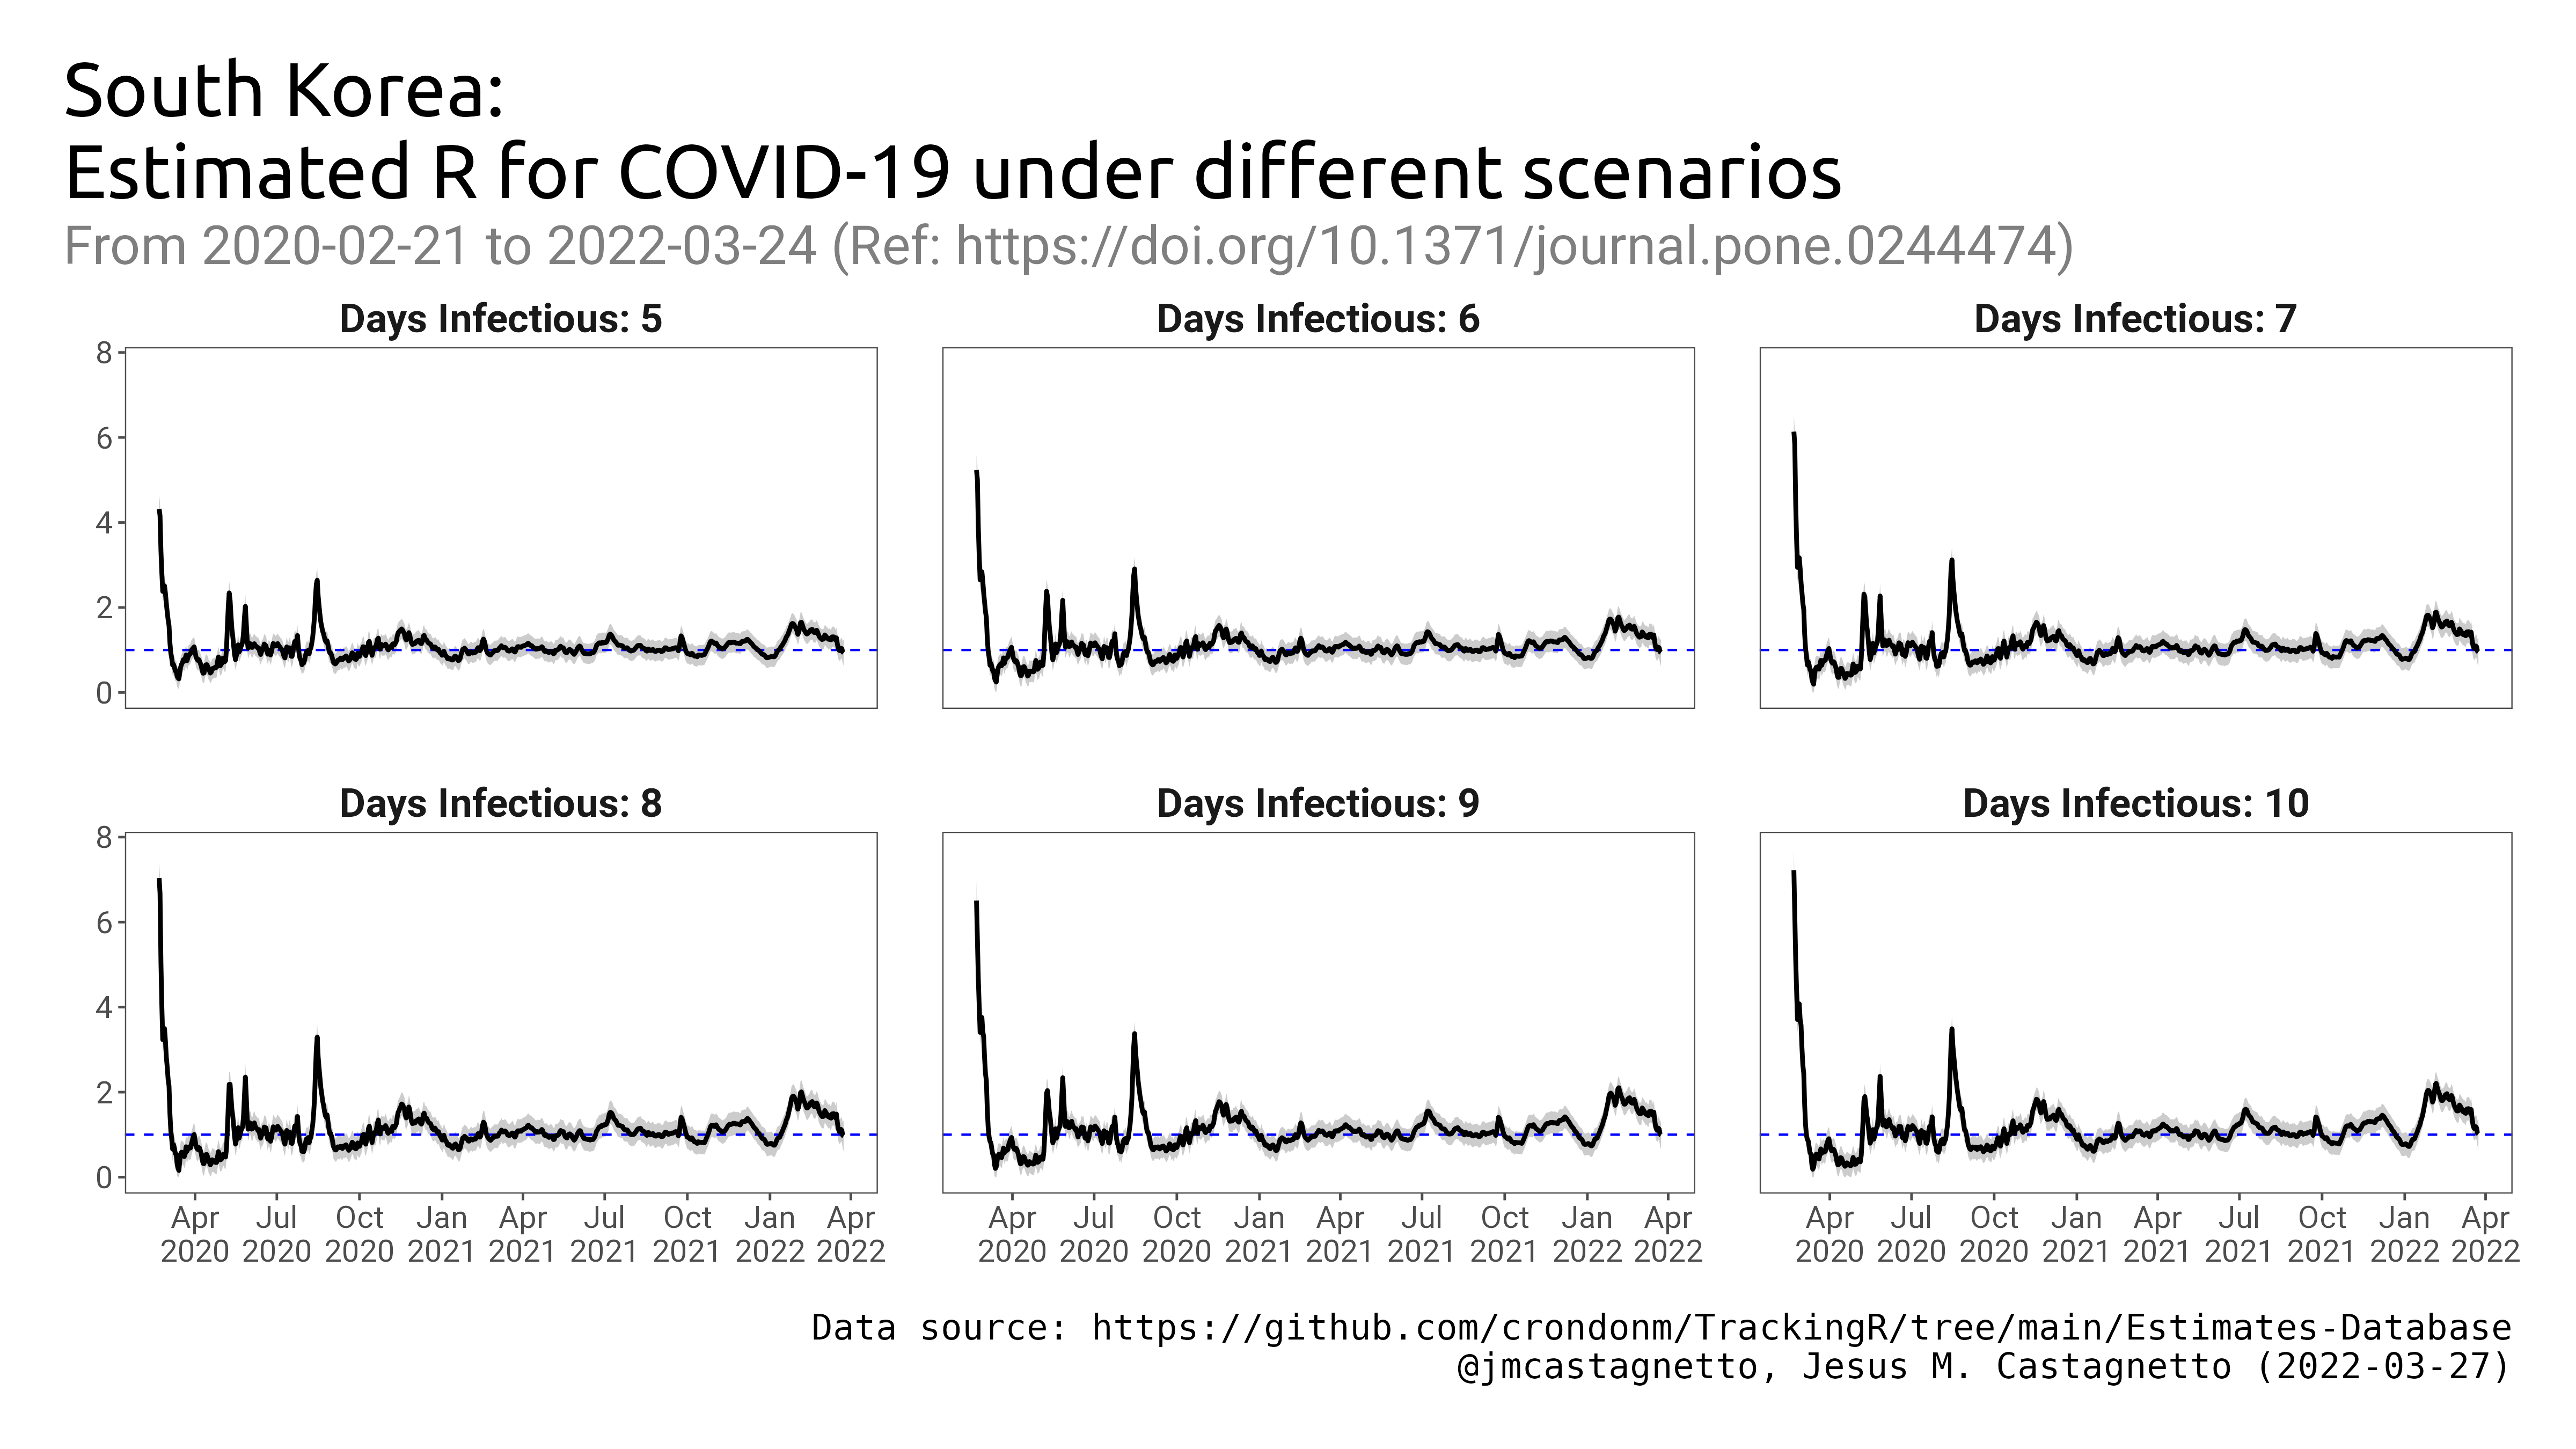 South Korea:
Estimated R for COVID-19 under different scenarios
From 2020-02-21 to 2022-03-24 (Ref: https://doi.org/10.1371/journal.pone.0244474)
Days Infectious: 5
Days Infectious: 6
Days Infectious: 7
8
6
4
2
0
Days Infectious: 8
Days Infectious: 9
Days Infectious: 10
8
6
4
2
0
Apr Jul Oct Jan Apr Jul Oct Jan Apr
2020 2020 2020 2021 2021 2021 2021 2022 2022
Apr Jul Oct Jan Apr Jul Oct Jan Apr
2020 2020 2020 2021 2021 2021 2021 2022 2022
Apr Jul Oct Jan Apr Jul Oct Jan Apr
2020 2020 2020 2021 2021 2021 2021 2022 2022
Data source: https://github.com/crondonm/TrackingR/tree/main/Estimates-Database
@jmcastagnetto, Jesus M. Castagnetto (2022-03-27)